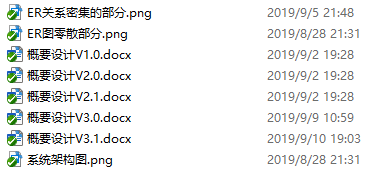 ER关系密集的部分.png 2019/9/5 21:48
ER图零散部分.png 2019/8/28 21:31
概要设计V1.0.docx 2019/9/2 19:28
概要设计V2.0.docx 2019/9/2 19:28
概要设计V2.1.docx 2019/9/2 19:28
概要设计V3.0.docx 2019/9/9 10:59
概要设计V3.1.docx 2019/9/10 19:03
系统架构图.png 2019/8/28 21:31